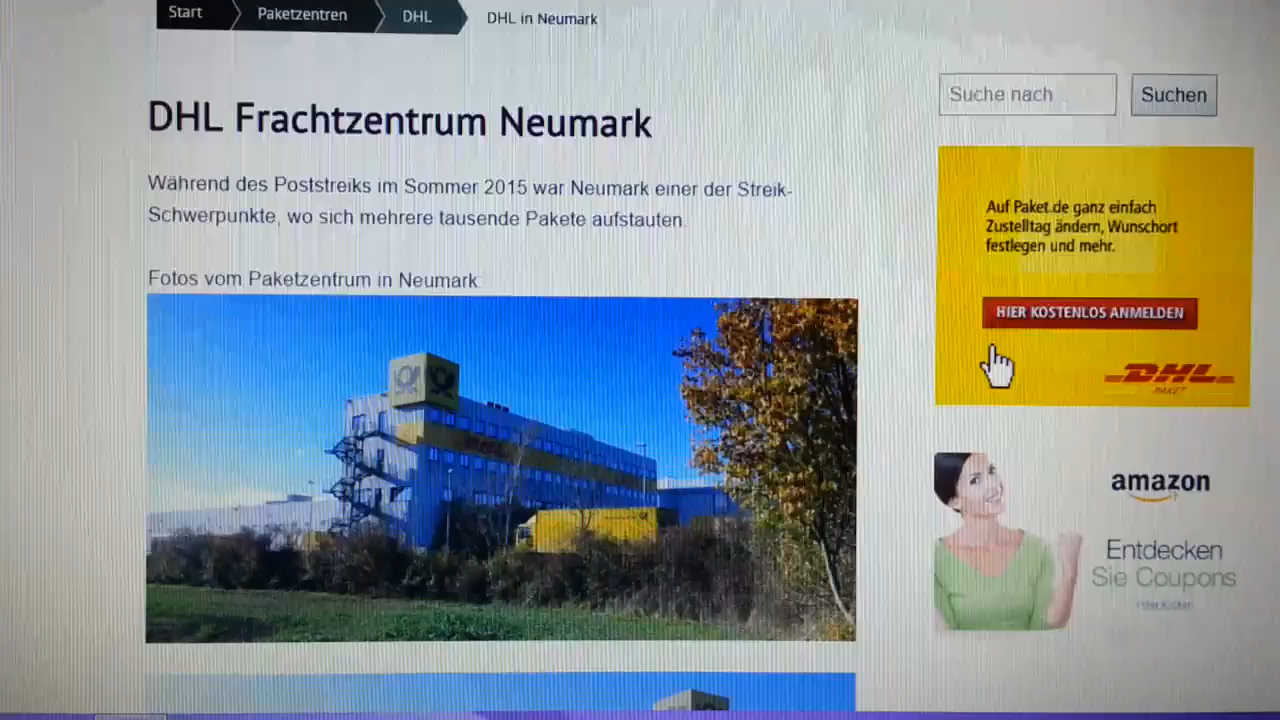 Start
Paketzentren
DHL
DHL in Neumark
DHL Frachtzentrum Neumark
Während des Poststreiks im Sommer 2015 war Neumark einer der Streik-
Schwerpunkte, wo sich mehrere tausende Pakete aufstauten.
Fotos vom Paketzentrum in Neumark:
DHL
Suche nach
Suchen
Auf Paket.de ganz einfach
Zustelltag ändern, Wunschort
festlegen und mehr.
HIER KOSTENLOS ANMELDEN
DHL
PAKET
amazon
Entdecken
Sie Coupons